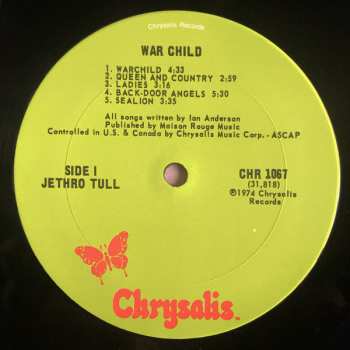 Chrysalis Records
WAR CHILD
1. WARCHILD 4:33
2. QUEEN AND COUNTRY 2:59
3. LADIES 3:16
4. BACK-DOOR ANGELS 5:30
5. SEALION 3:35
All songs written by Ian Anderson
Published by Maison Rouge Music
Controlled in U.S. & Canada by Chrysalis Music Corp. - ASCAP
SIDE I
JETHRO TULL
CHR 1067
(31,818)
℗1974 Chrysalis
Records
Chrysalis™